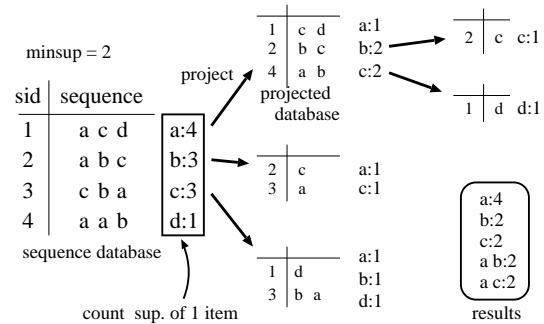 minsup = 2
sid sequence
1 a c d
2 a b c
3 c b a
4 a a b
sequence database
a:4
b:3
c:3
d:1
count sup. of 1 item
project
1 c d
2 b c
4 a b
projected
database
a:1
b:2
c:2
2 c
c:1
1 d
d:1
2 c
3 a
a:1
c:1
1 d
3 b a
a:1
b:1
d:1
a:4
b:2
c:2
a b:2
a c:2
results